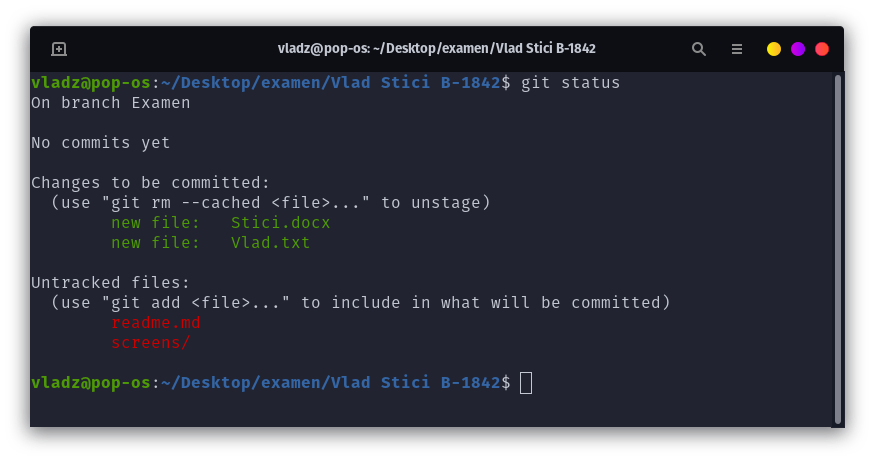 vladz@pop-os: ~/Desktop/examen/Vlad Stici B-1842
vladz@pop-os:~/Desktop/examen/Vlad Stici B-1842$ git status
On branch Examen
No commits yet
Changes to be committed:
  (use "git rm --cached <file>..." to unstage)
        new file:   Stici.docx
        new file:   Vlad.txt
Untracked files:
  (use "git add <file>..." to include in what will be committed)
        readme.md
        screens/
vladz@pop-os:~/Desktop/examen/Vlad Stici B-1842$